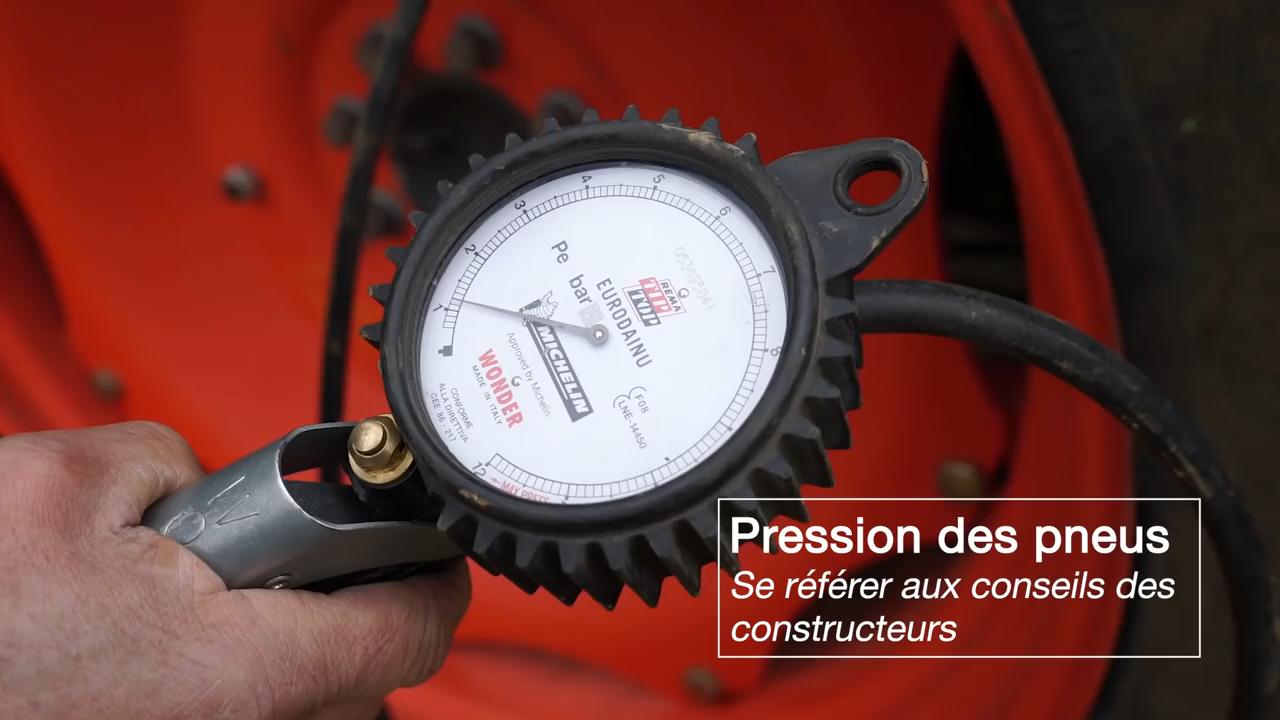 4
5
3
6
2
7
1
8
Pe
bar
EURODAINU
REMA
TIP
TOP
MICHELIN
Approved by Michelin
WONDER
MADE IN ITALY
CONFORME
ALLA DIRETTIVA
CEE 86 - 217
F08
LNE-14450
12
MAX PRESS
Pression des pneus
Se référer aux conseils des
constructeurs